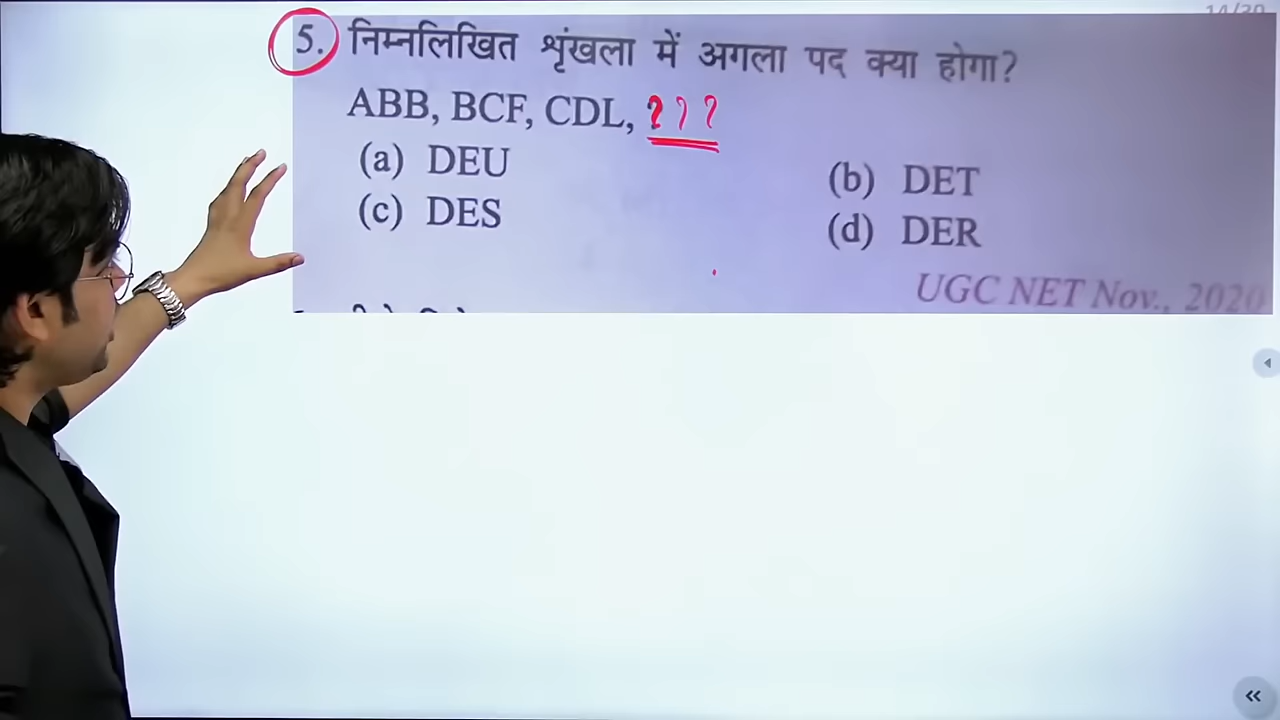 5. निम्नलिखित शृंखला में अगला पद क्या होगा?
ABB, BCF, CDL, ???
(a) DEU (b) DET
(c) DES (d) DER
UGC NET Nov., 2020